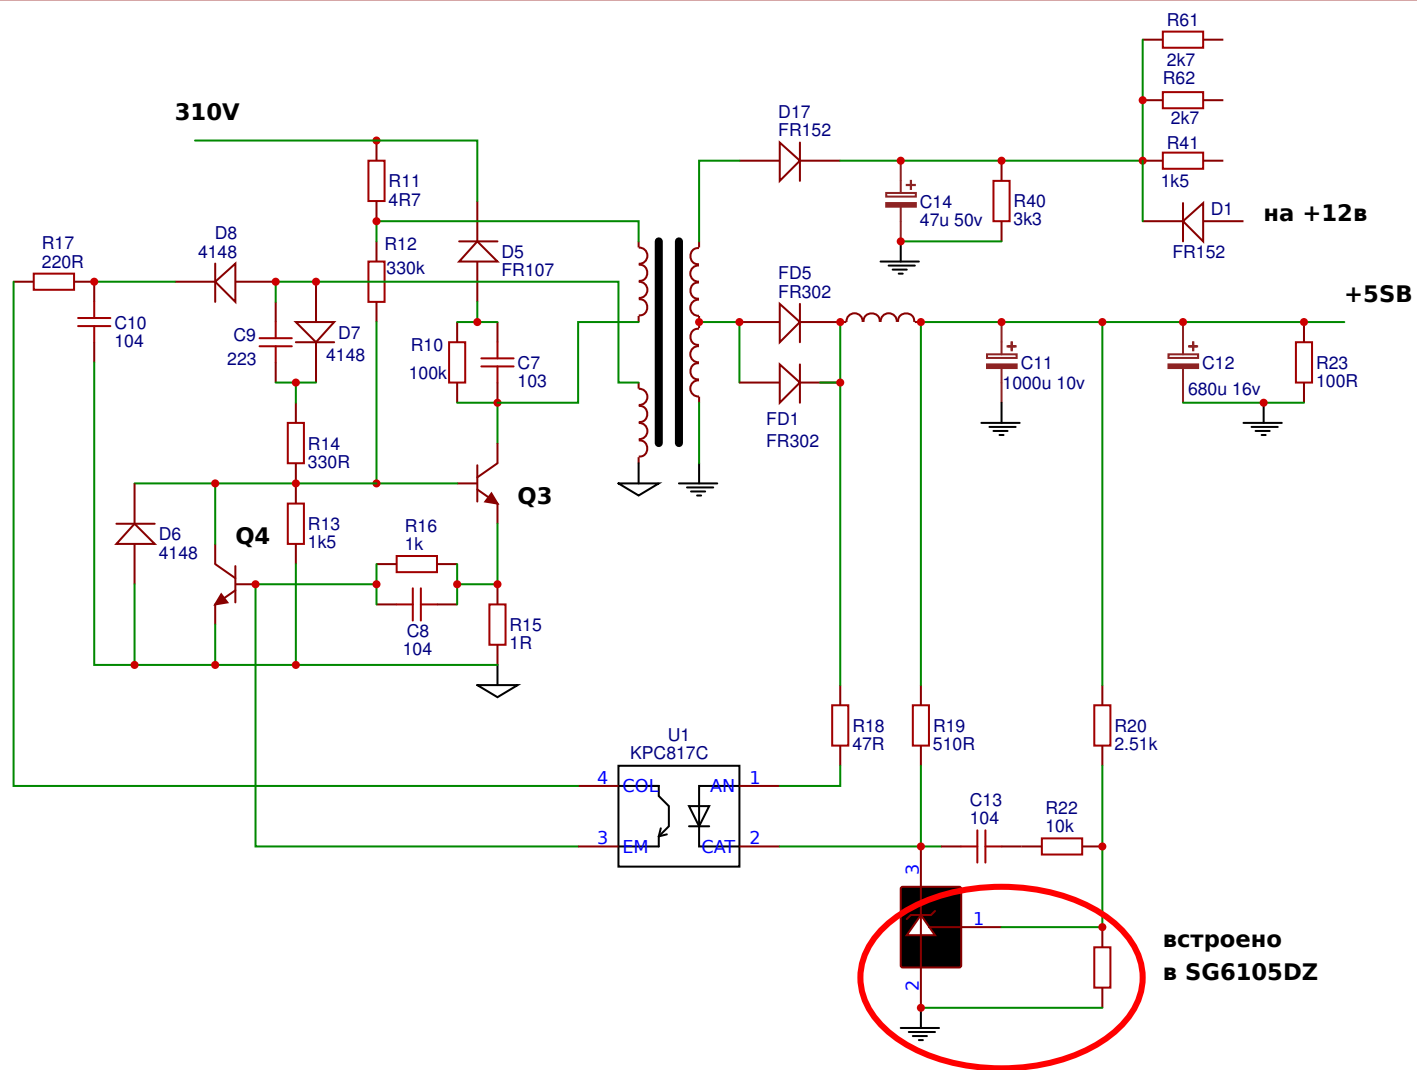 R61
2k7
R62
2k7
R41
1k5
D1
FR152
на +12в
310V
D17
FR152
R11
4R7
C14
47u 50v
R40
3k3
R17
220R
D8
4148
R12
330k
D5
FR107
FD5
FR302
+5SB
C10
104
C9
223
D7
4148
R10
100k
C7
103
C11
1000u 10v
C12
680u 16v
R23
100R
FD1
FR302
R14
330R
Q3
D6
4148
Q4
R13
1k5
R16
1k
C8
104
R15
1R
U1
KPC817C
R18
47R
R19
510R
R20
2.51k
4
COL
AN
1
3
EM
CAT
2
C13
104
R22
10k
3
1
2
встроено
в SG6105DZ